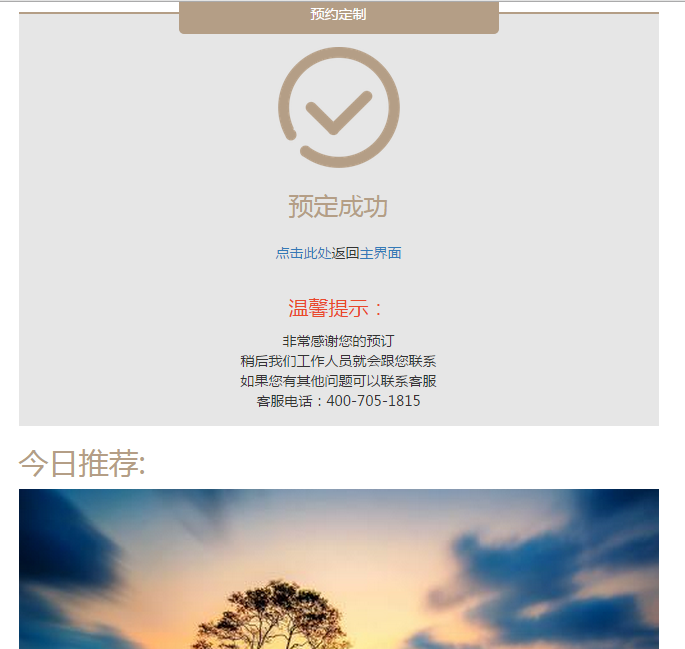 预约定制
预定成功
点击此处返回主界面
温馨提示：
非常感谢您的预订
稍后我们工作人员就会跟您联系
如果您有其他问题可以联系客服
客服电话：400-705-1815
今日推荐: